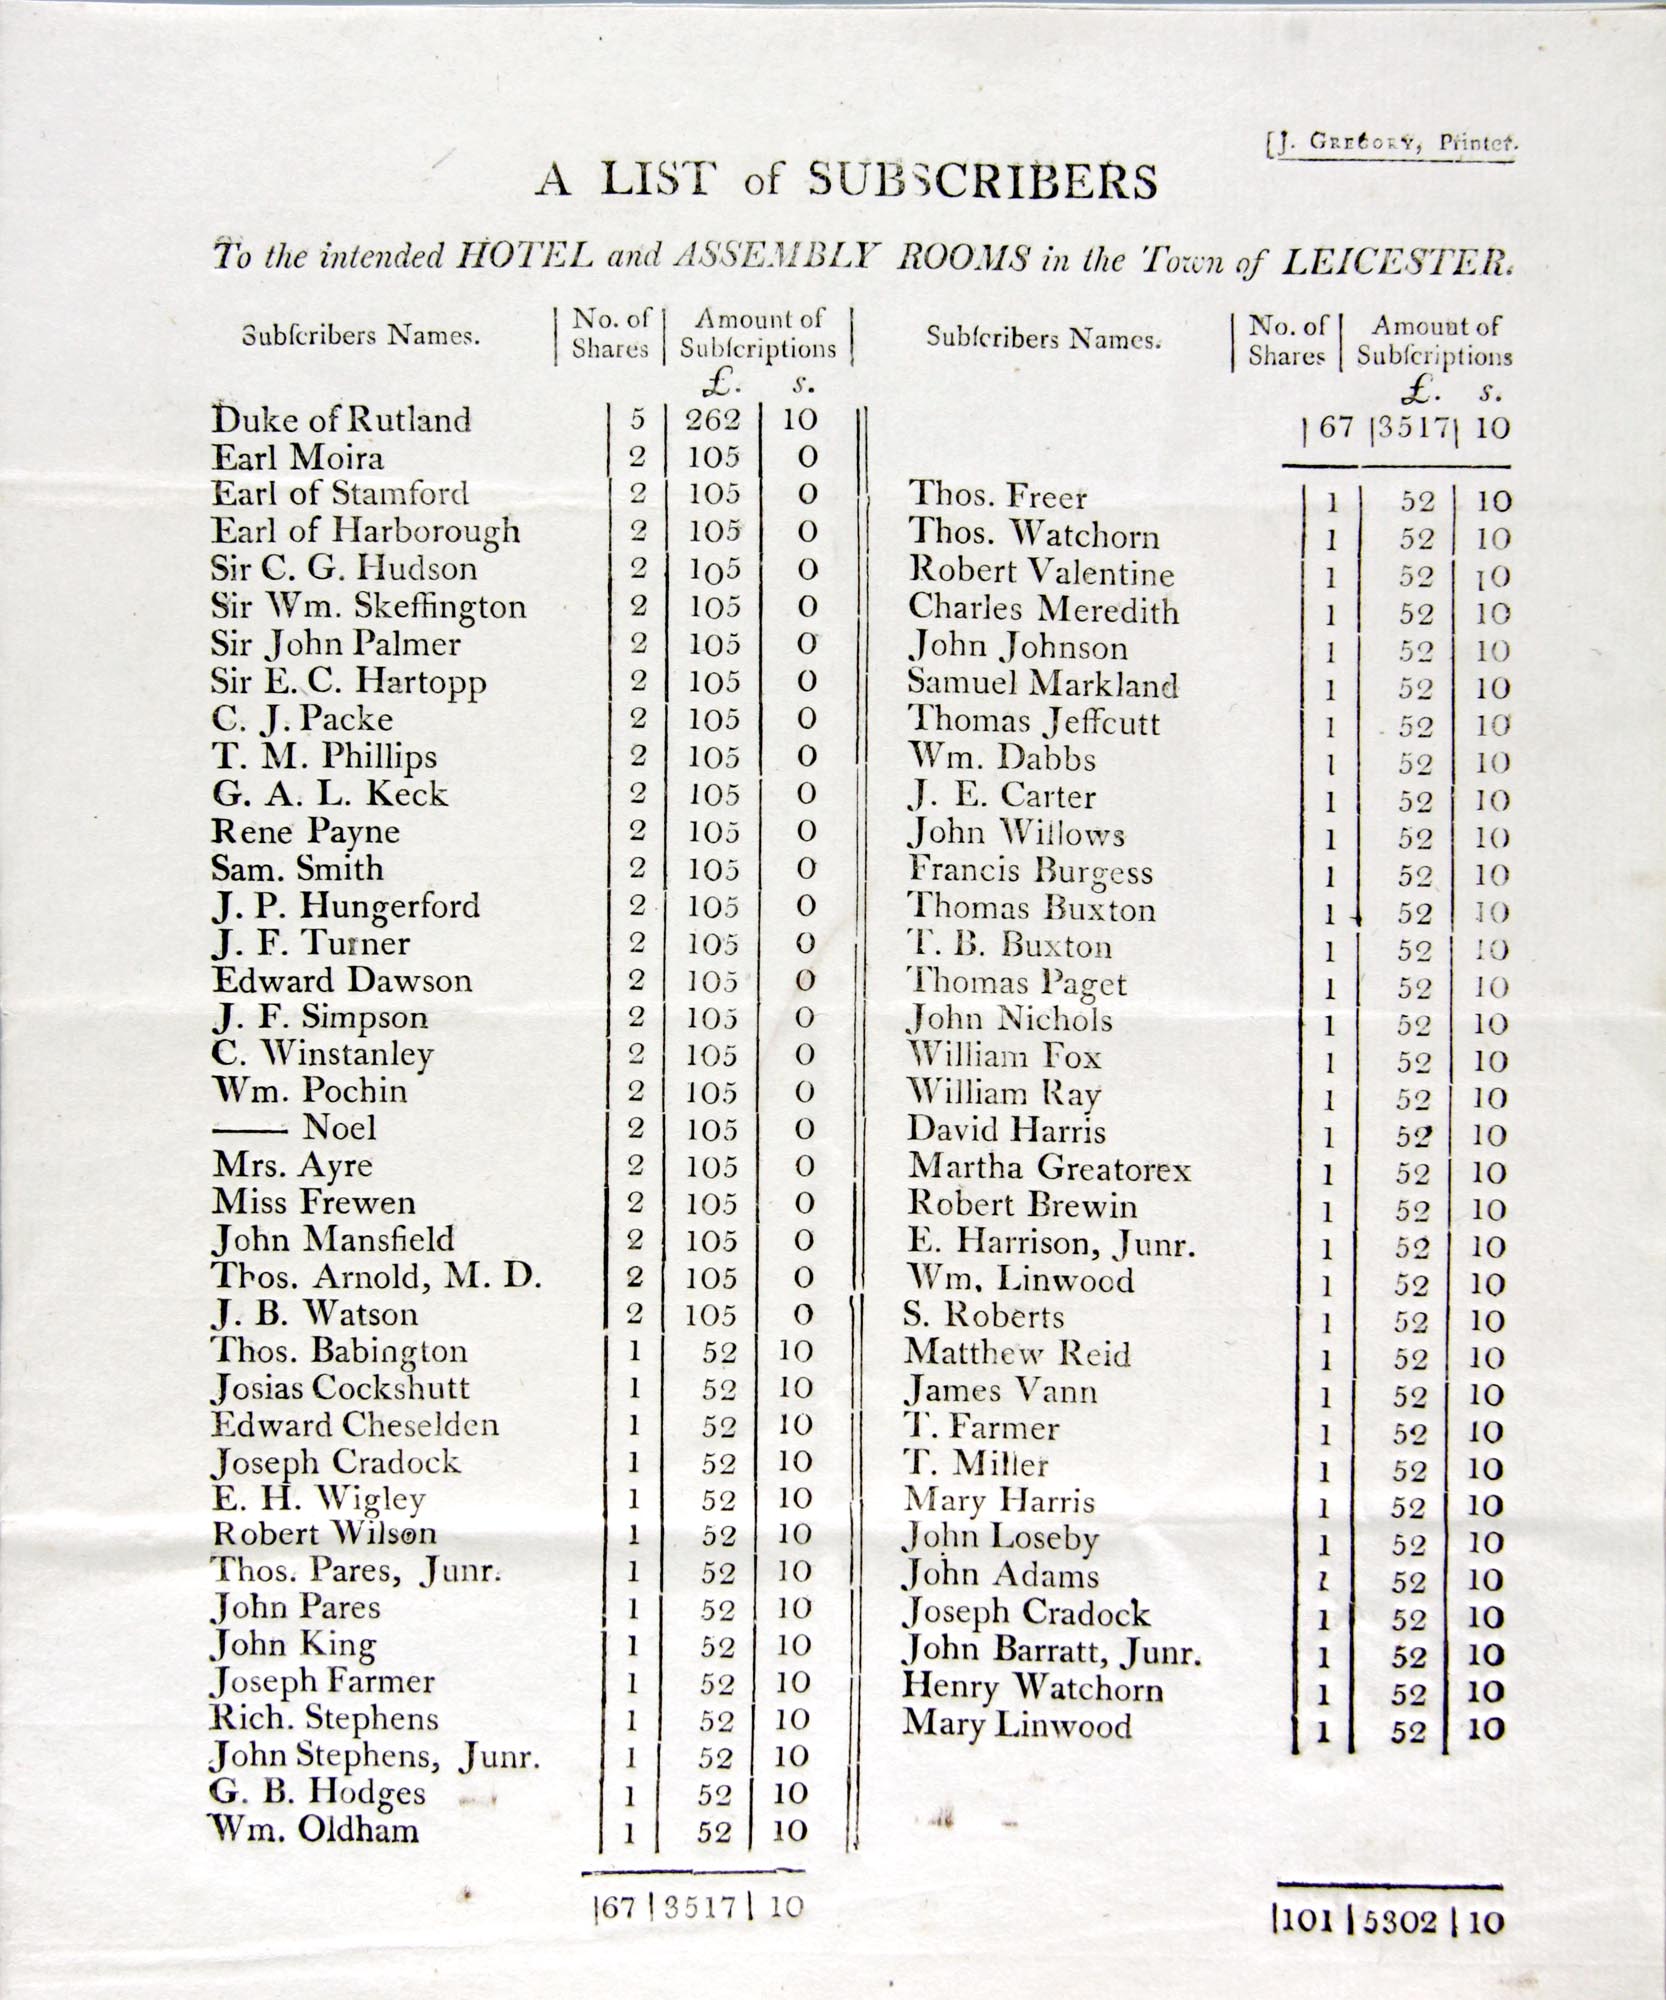 [J. GREGORY, Printer.
A LIST of SUBSCRIBERS
To the intended HOTEL and ASSEMBLY ROOMS in the Town of LEICESTER.
Subſcribers Names. | No. of Shares | Amount of Subſcriptions
£. s.
Duke of Rutland | 5 | 262 | 10
Earl Moira | 2 | 105 | 0
Earl of Stamford | 2 | 105 | 0
Earl of Harborough | 2 | 105 | 0
Sir C. G. Hudson | 2 | 105 | 0
Sir Wm. Skeffington | 2 | 105 | 0
Sir John Palmer | 2 | 105 | 0
Sir E. C. Hartopp | 2 | 105 | 0
C. J. Packe | 2 | 105 | 0
T. M. Phillips | 2 | 105 | 0
G. A. L. Keck | 2 | 105 | 0
Rene Payne | 2 | 105 | 0
Sam. Smith | 2 | 105 | 0
J. P. Hungerford | 2 | 105 | 0
J. F. Turner | 2 | 105 | 0
Edward Dawson | 2 | 105 | 0
J. F. Simpson | 2 | 105 | 0
C. Winstanley | 2 | 105 | 0
Wm. Pochin | 2 | 105 | 0
—— Noel | 2 | 105 | 0
Mrs. Ayre | 2 | 105 | 0
Miss Frewen | 2 | 105 | 0
John Mansfield | 2 | 105 | 0
Thos. Arnold, M. D. | 2 | 105 | 0
J. B. Watson | 2 | 105 | 0
Thos. Babington | 1 | 52 | 10
Josias Cockshutt | 1 | 52 | 10
Edward Cheselden | 1 | 52 | 10
Joseph Cradock | 1 | 52 | 10
E. H. Wigley | 1 | 52 | 10
Robert Wilson | 1 | 52 | 10
Thos. Pares, Junr. | 1 | 52 | 10
John Pares | 1 | 52 | 10
John King | 1 | 52 | 10
Joseph Farmer | 1 | 52 | 10
Rich. Stephens | 1 | 52 | 10
John Stephens, Junr. | 1 | 52 | 10
G. B. Hodges | 1 | 52 | 10
Wm. Oldham | 1 | 52 | 10
|67|3517| 10
Subſcribers Names. | No. of Shares | Amount of Subſcriptions
£. s.
| 67 |3517| 10
Thos. Freer | 1 | 52 | 10
Thos. Watchorn | 1 | 52 | 10
Robert Valentine | 1 | 52 | 10
Charles Meredith | 1 | 52 | 10
John Johnson | 1 | 52 | 10
Samuel Markland | 1 | 52 | 10
Thomas Jeffcutt | 1 | 52 | 10
Wm. Dabbs | 1 | 52 | 10
J. E. Carter | 1 | 52 | 10
John Willows | 1 | 52 | 10
Francis Burgess | 1 | 52 | 10
Thomas Buxton | 1 | 52 | 10
T. B. Buxton | 1 | 52 | 10
Thomas Paget | 1 | 52 | 10
John Nichols | 1 | 52 | 10
William Fox | 1 | 52 | 10
William Ray | 1 | 52 | 10
David Harris | 1 | 52 | 10
Martha Greatorex | 1 | 52 | 10
Robert Brewin | 1 | 52 | 10
E. Harrison, Junr. | 1 | 52 | 10
Wm. Linwood | 1 | 52 | 10
S. Roberts | 1 | 52 | 10
Matthew Reid | 1 | 52 | 10
James Vann | 1 | 52 | 10
T. Farmer | 1 | 52 | 10
T. Miller | 1 | 52 | 10
Mary Harris | 1 | 52 | 10
John Loseby | 1 | 52 | 10
John Adams | 1 | 52 | 10
Joseph Cradock | 1 | 52 | 10
John Barratt, Junr. | 1 | 52 | 10
Henry Watchorn | 1 | 52 | 10
Mary Linwood | 1 | 52 | 10
|101|5302| 10